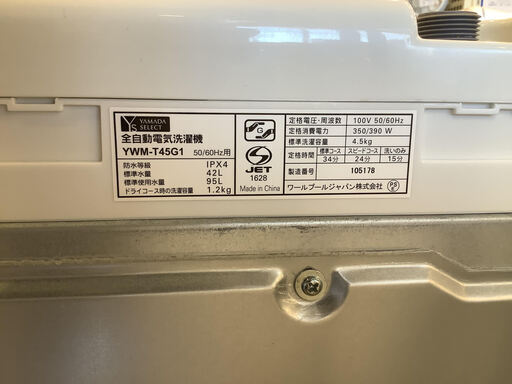 YS YAMADA SELECT
全自動電気洗濯機
YWM-T45G1 50/60Hz用
防水等級 IPX4
標準水量 42L
標準使用水量 95L
ドライコース時の洗濯容量 1.2kg
G
JET
1628
Made in China
定格電圧・周波数 100V 50/60Hz
定格消費電力 350/390 W
標準洗濯容量 4.5kg
定格時間 標準コース スピードコース 洗いのみ
34分 24分 15分
製造番号 105178
ワールプールジャパン株式会社 PSE